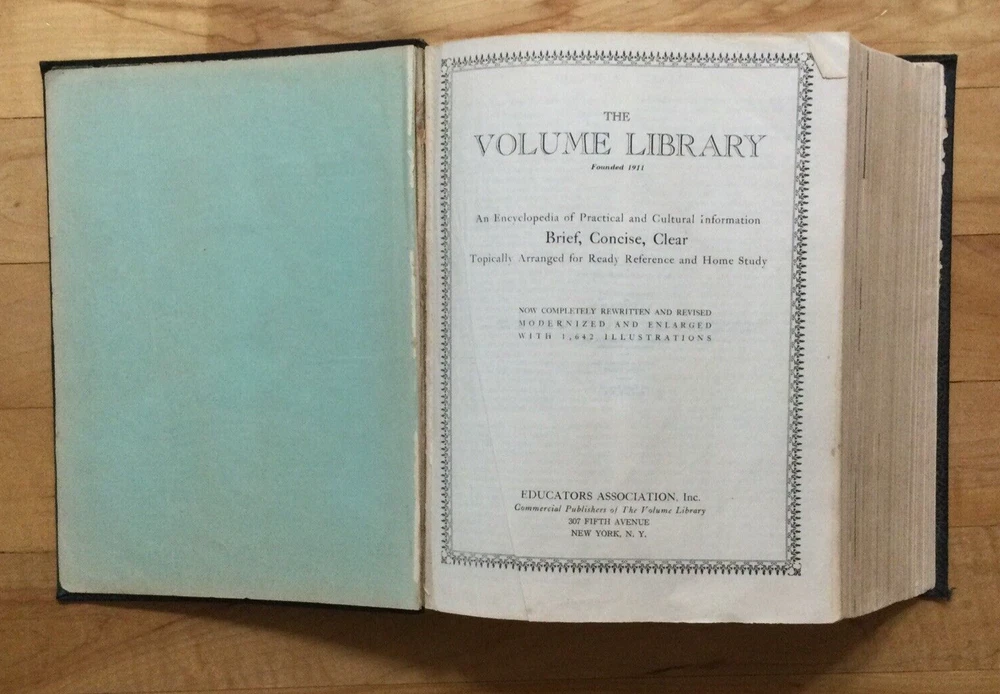 THE
VOLUME LIBRARY
Founded 1911
An Encyclopedia of Practical and Cultural Information
Brief, Concise, Clear
Topically Arranged for Ready Reference and Home Study
NOW COMPLETELY REWRITTEN AND REVISED
MODERNIZED AND ENLARGED
WITH 1,642 ILLUSTRATIONS
EDUCATORS ASSOCIATION, Inc.
Commercial Publishers of The Volume Library
307 FIFTH AVENUE
NEW YORK, N. Y.